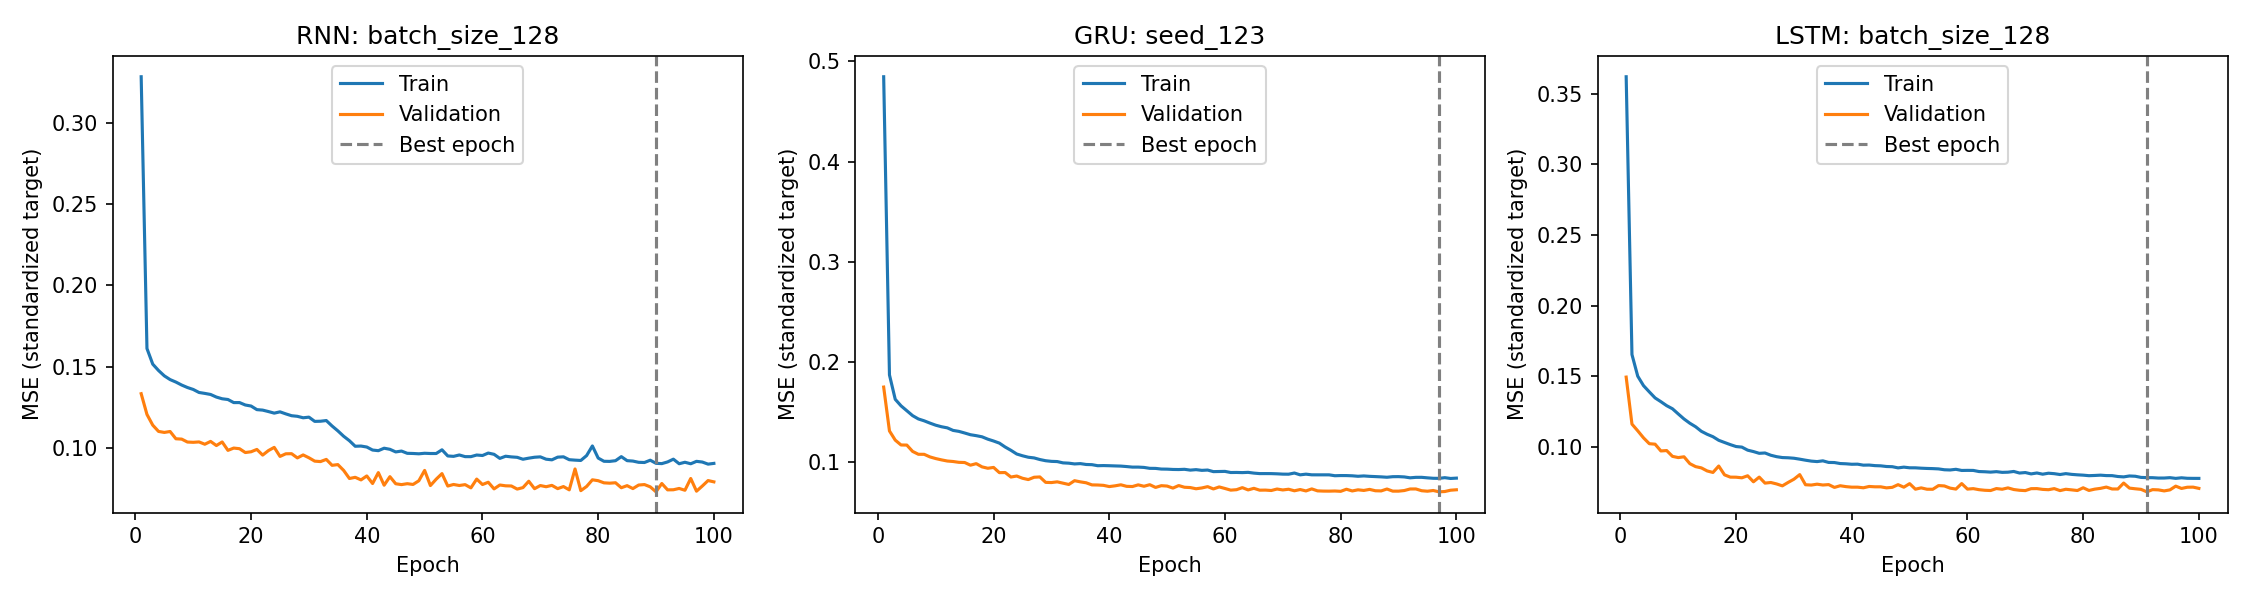 RNN: batch_size_128
MSE (standardized target)
0.30
0.25
0.20
0.15
0.10
Train
Validation
Best epoch
0 20 40 60 80 100
Epoch
GRU: seed_123
MSE (standardized target)
0.5
0.4
0.3
0.2
0.1
Train
Validation
Best epoch
0 20 40 60 80 100
Epoch
LSTM: batch_size_128
MSE (standardized target)
0.35
0.30
0.25
0.20
0.15
0.10
Train
Validation
Best epoch
0 20 40 60 80 100
Epoch